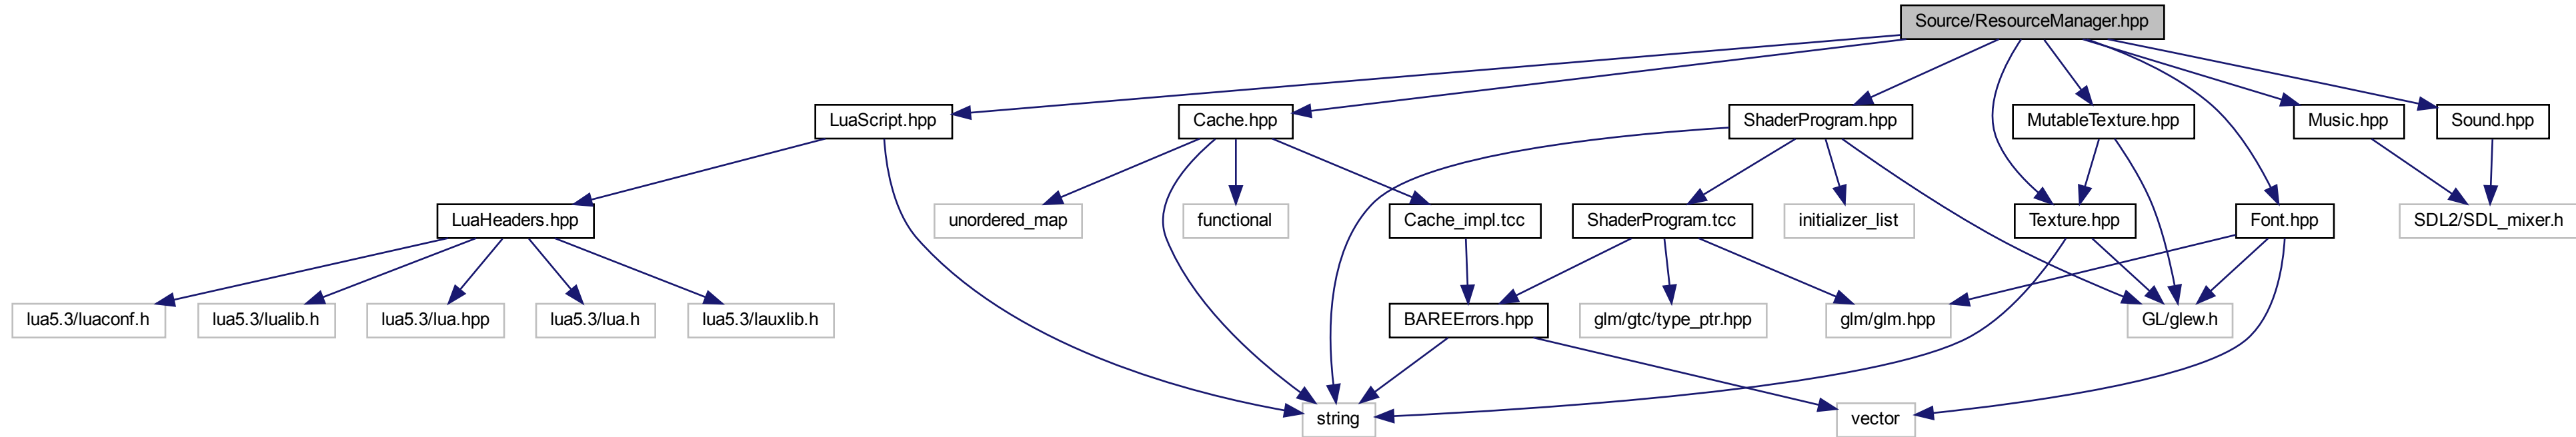 Source/ResourceManager.hpp
LuaScript.hpp
Cache.hpp
ShaderProgram.hpp
MutableTexture.hpp
Music.hpp
Sound.hpp
LuaHeaders.hpp
unordered_map
functional
Cache_impl.tcc
ShaderProgram.tcc
initializer_list
Texture.hpp
Font.hpp
SDL2/SDL_mixer.h
lua5.3/luaconf.h
lua5.3/lualib.h
lua5.3/lua.hpp
lua5.3/lua.h
lua5.3/lauxlib.h
BAREErrors.hpp
glm/gtc/type_ptr.hpp
glm/glm.hpp
GL/glew.h
string
vector